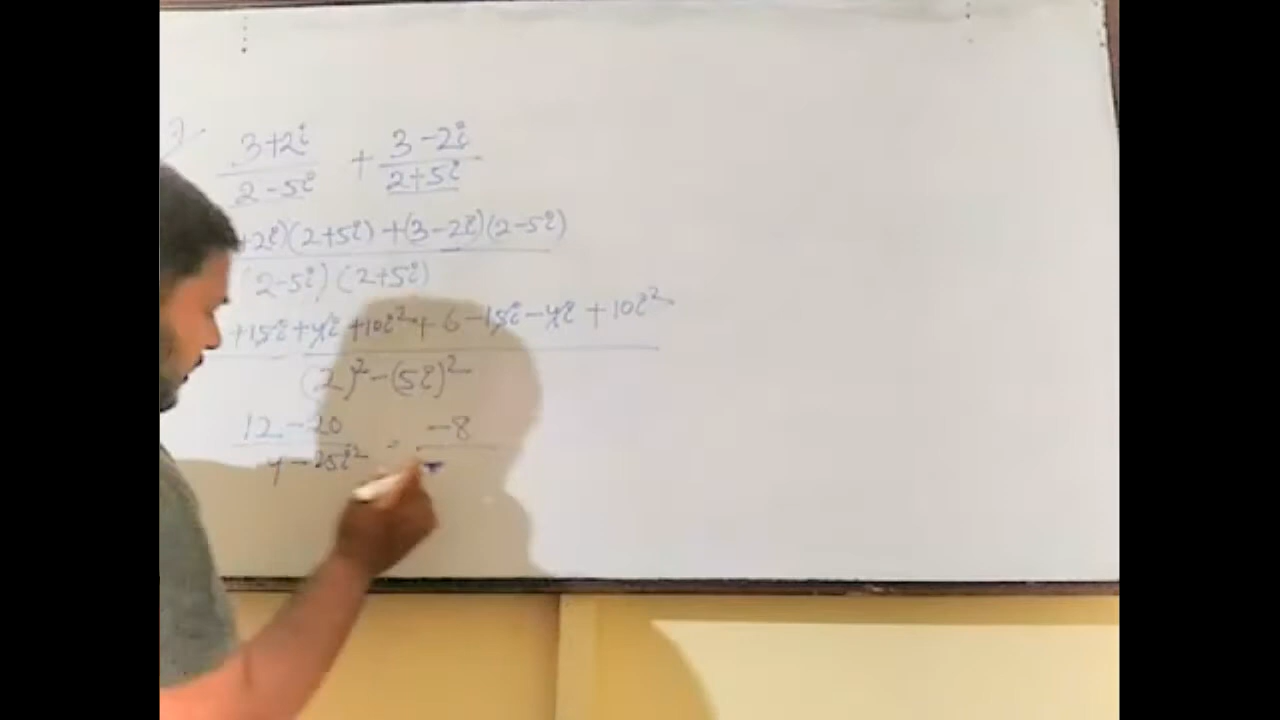 3+2i/2-5i + 3-2i/2+5i
+2i)(2+5i)+(3-2i)(2-5i)
(2-5i)(2+5i)
+15i+4i+10i²+6-15i-4i+10i²
(2)²-(5i)²
12-20/4-25i² = -8